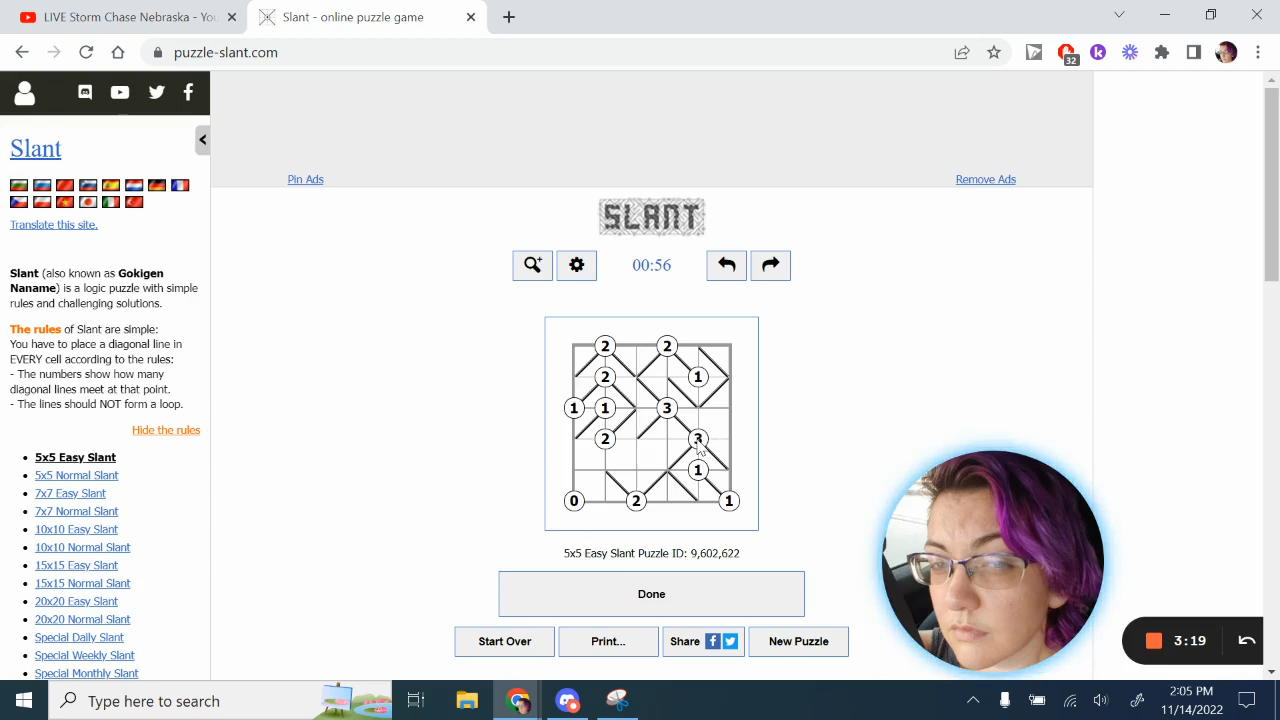 LIVE Storm Chase Nebraska - You
Slant - online puzzle game
puzzle-slant.com
32
Slant
Translate this site.
Slant (also known as Gokigen
Naname) is a logic puzzle with simple
rules and challenging solutions.
The rules of Slant are simple:
You have to place a diagonal line in
EVERY cell according to the rules:
- The numbers show how many
diagonal lines meet at that point.
- The lines should NOT form a loop.
Hide the rules
5x5 Easy Slant
5x5 Normal Slant
7x7 Easy Slant
7x7 Normal Slant
10x10 Easy Slant
10x10 Normal Slant
15x15 Easy Slant
15x15 Normal Slant
20x20 Easy Slant
20x20 Normal Slant
Special Daily Slant
Special Weekly Slant
Special Monthly Slant
Pin Ads
Remove Ads
SLANT
00:56
2 2
2 1
1 1 3
2 3
1
0 2 1
5x5 Easy Slant Puzzle ID: 9,602,622
Done
Start Over
Print...
Share
New Puzzle
3:19
Type here to search
2:05 PM
11/14/2022